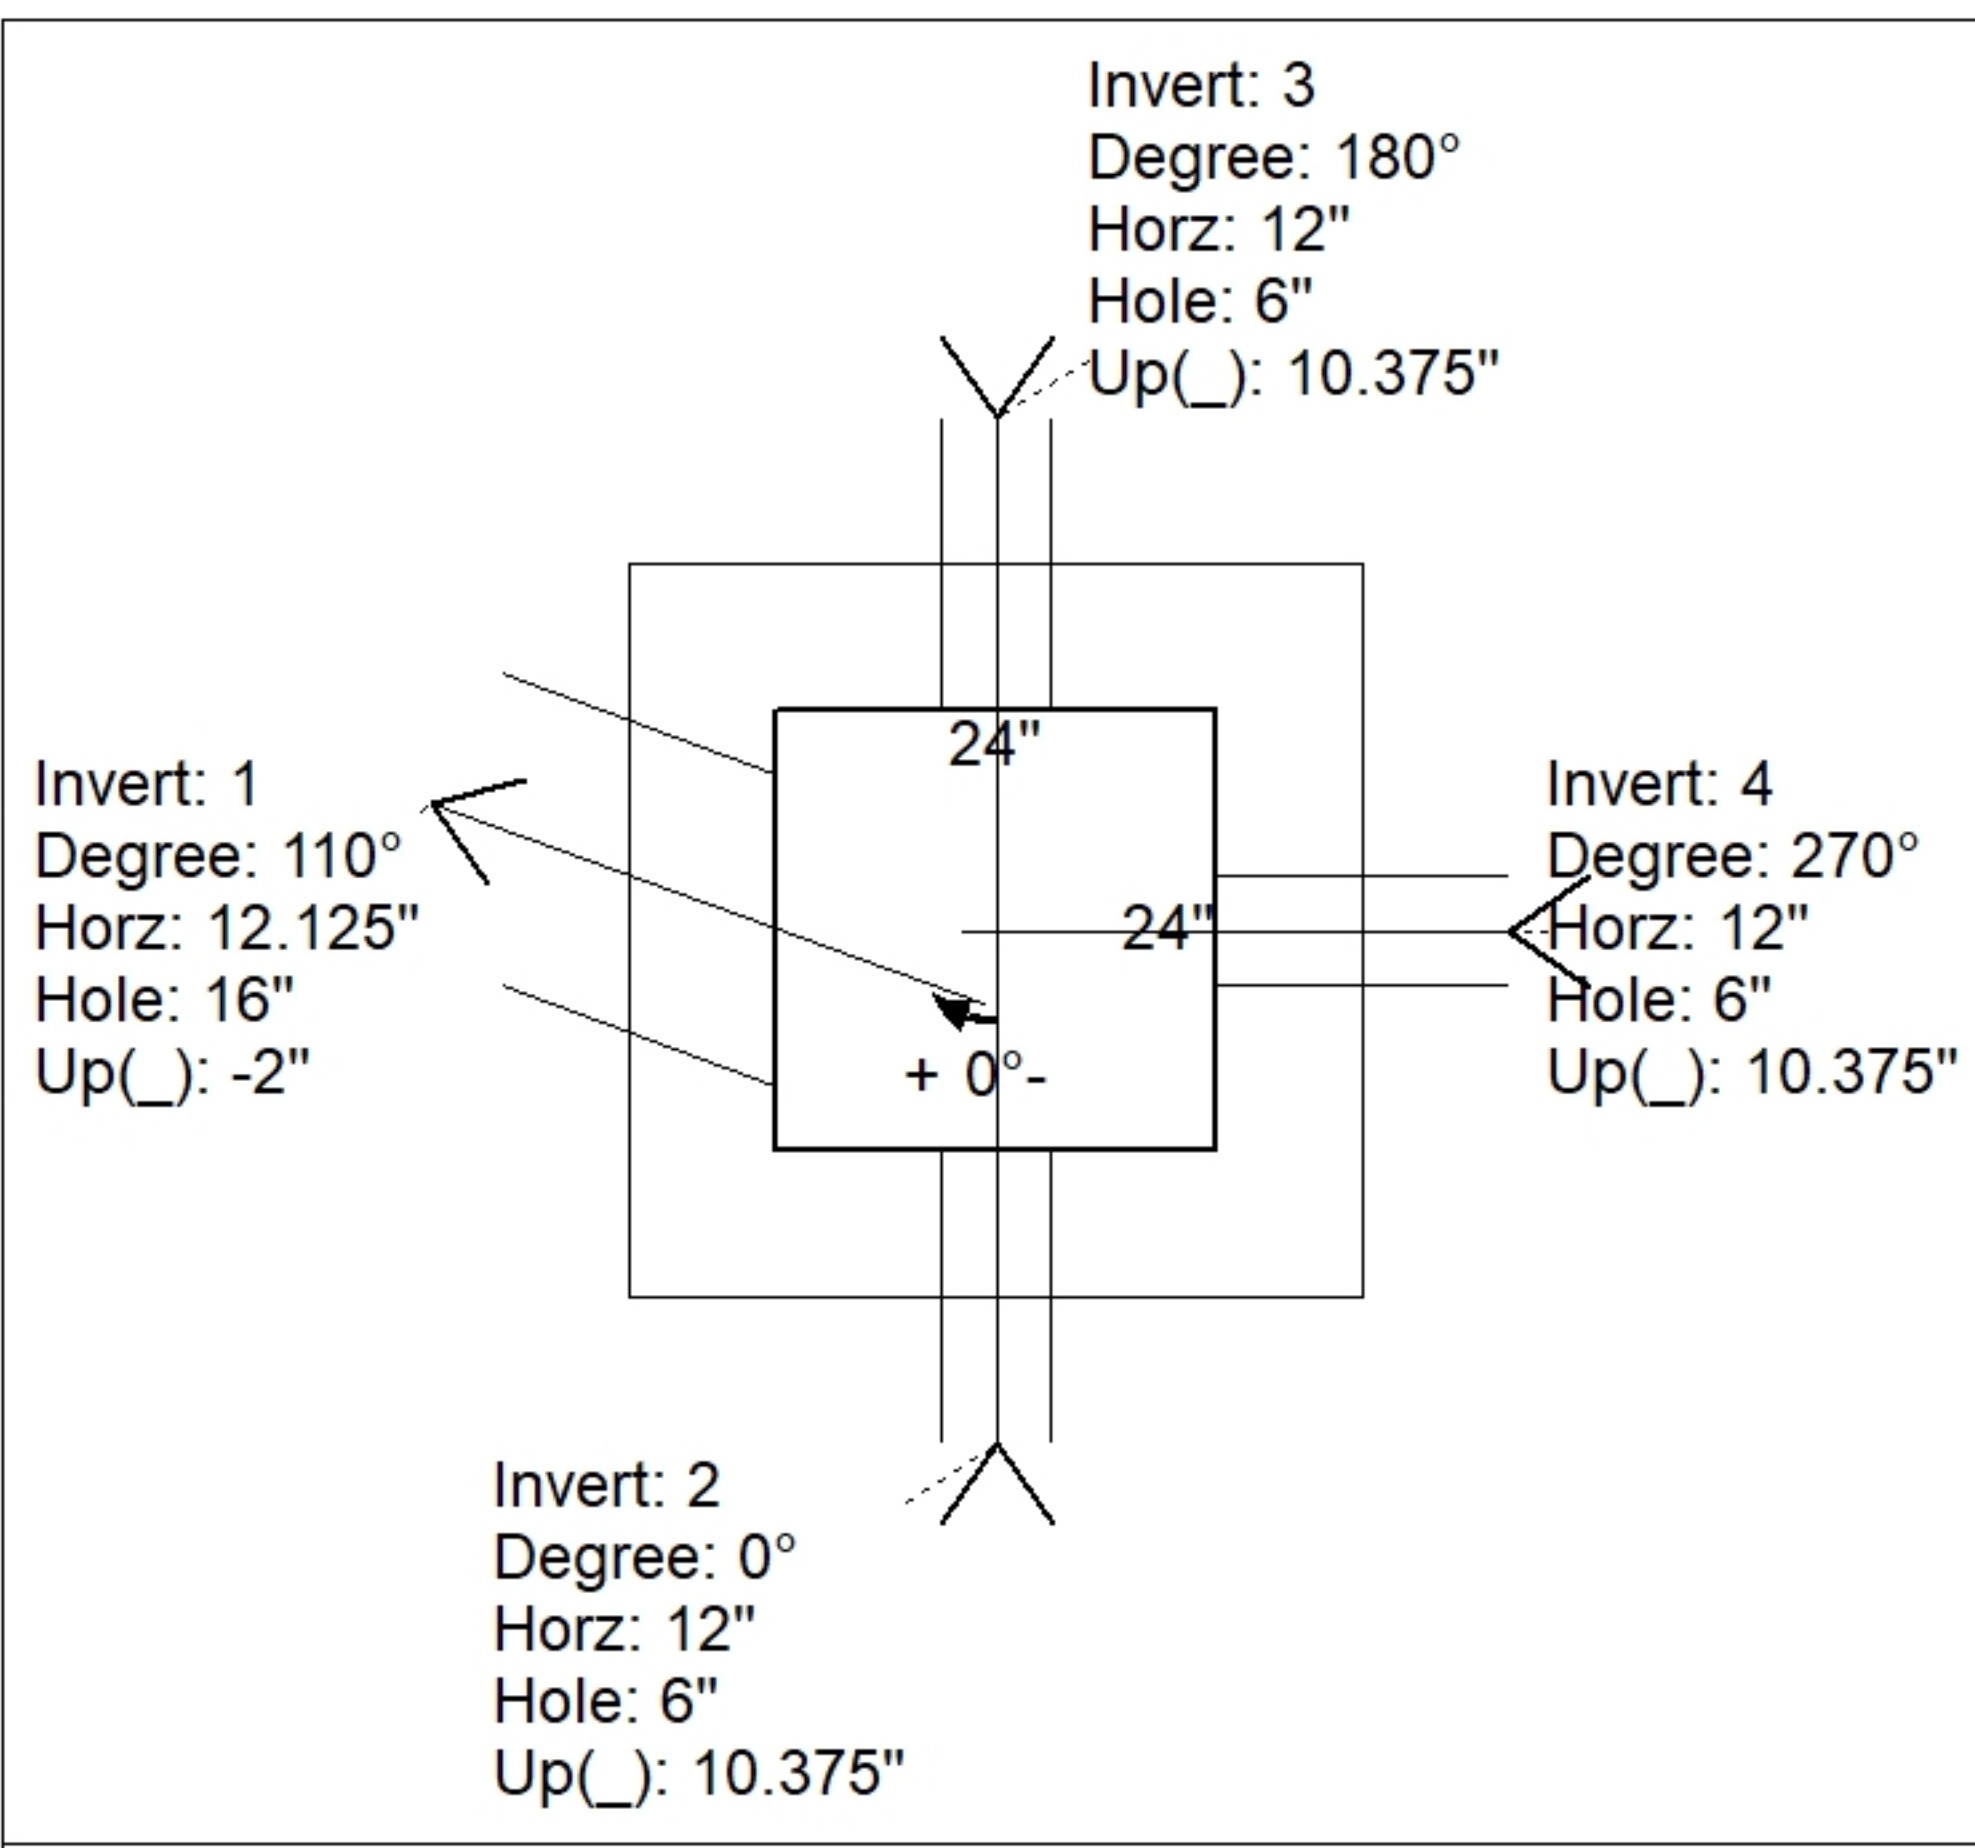 Invert: 3
Degree: 180°
Horz: 12"
Hole: 6"
Up(_): 10.375"
24"
Invert: 1
Degree: 110°
Horz: 12.125"
Hole: 16"
Up(_): -2"
24"
+ 0°-
Invert: 4
Degree: 270°
Horz: 12"
Hole: 6"
Up(_): 10.375"
Invert: 2
Degree: 0°
Horz: 12"
Hole: 6"
Up(_): 10.375"